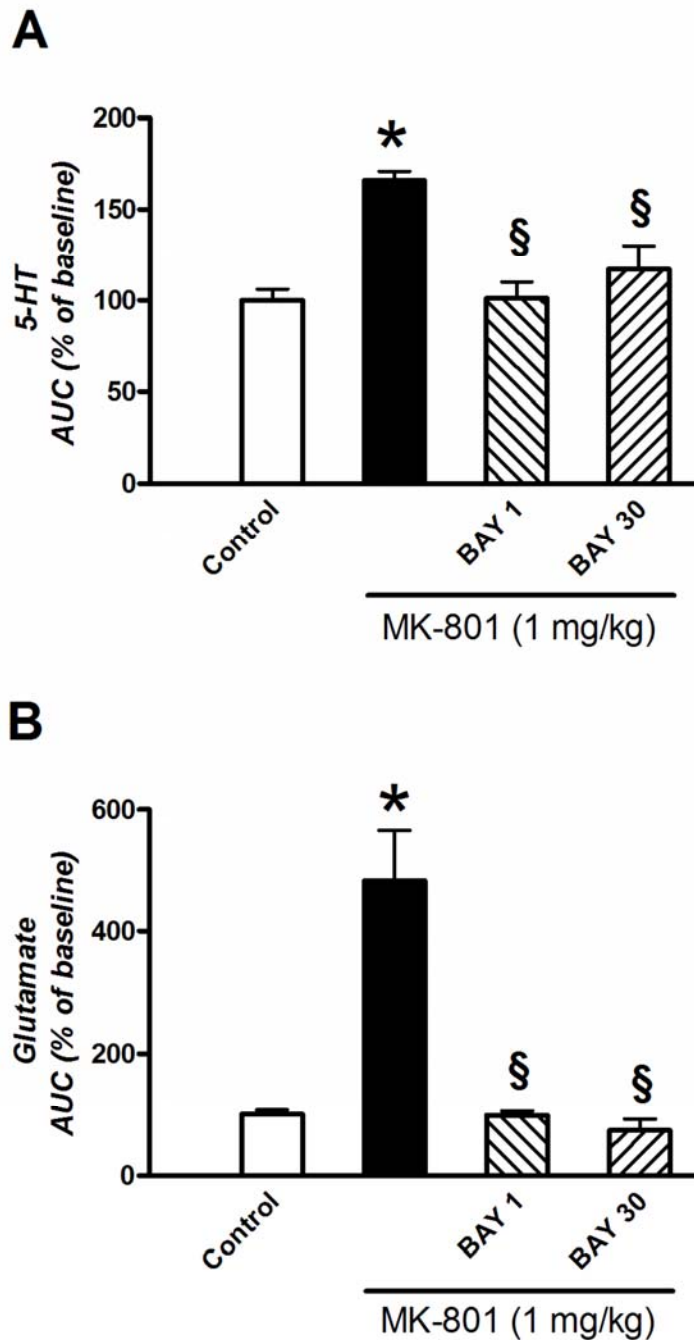 A
5-HT
AUC (% of baseline)
200
150
100
50
0
*
§
§
Control
BAY 1
BAY 30
MK-801 (1 mg/kg)
B
Glutamate
AUC (% of baseline)
600
400
200
0
*
§
§
Control
BAY 1
BAY 30
MK-801 (1 mg/kg)